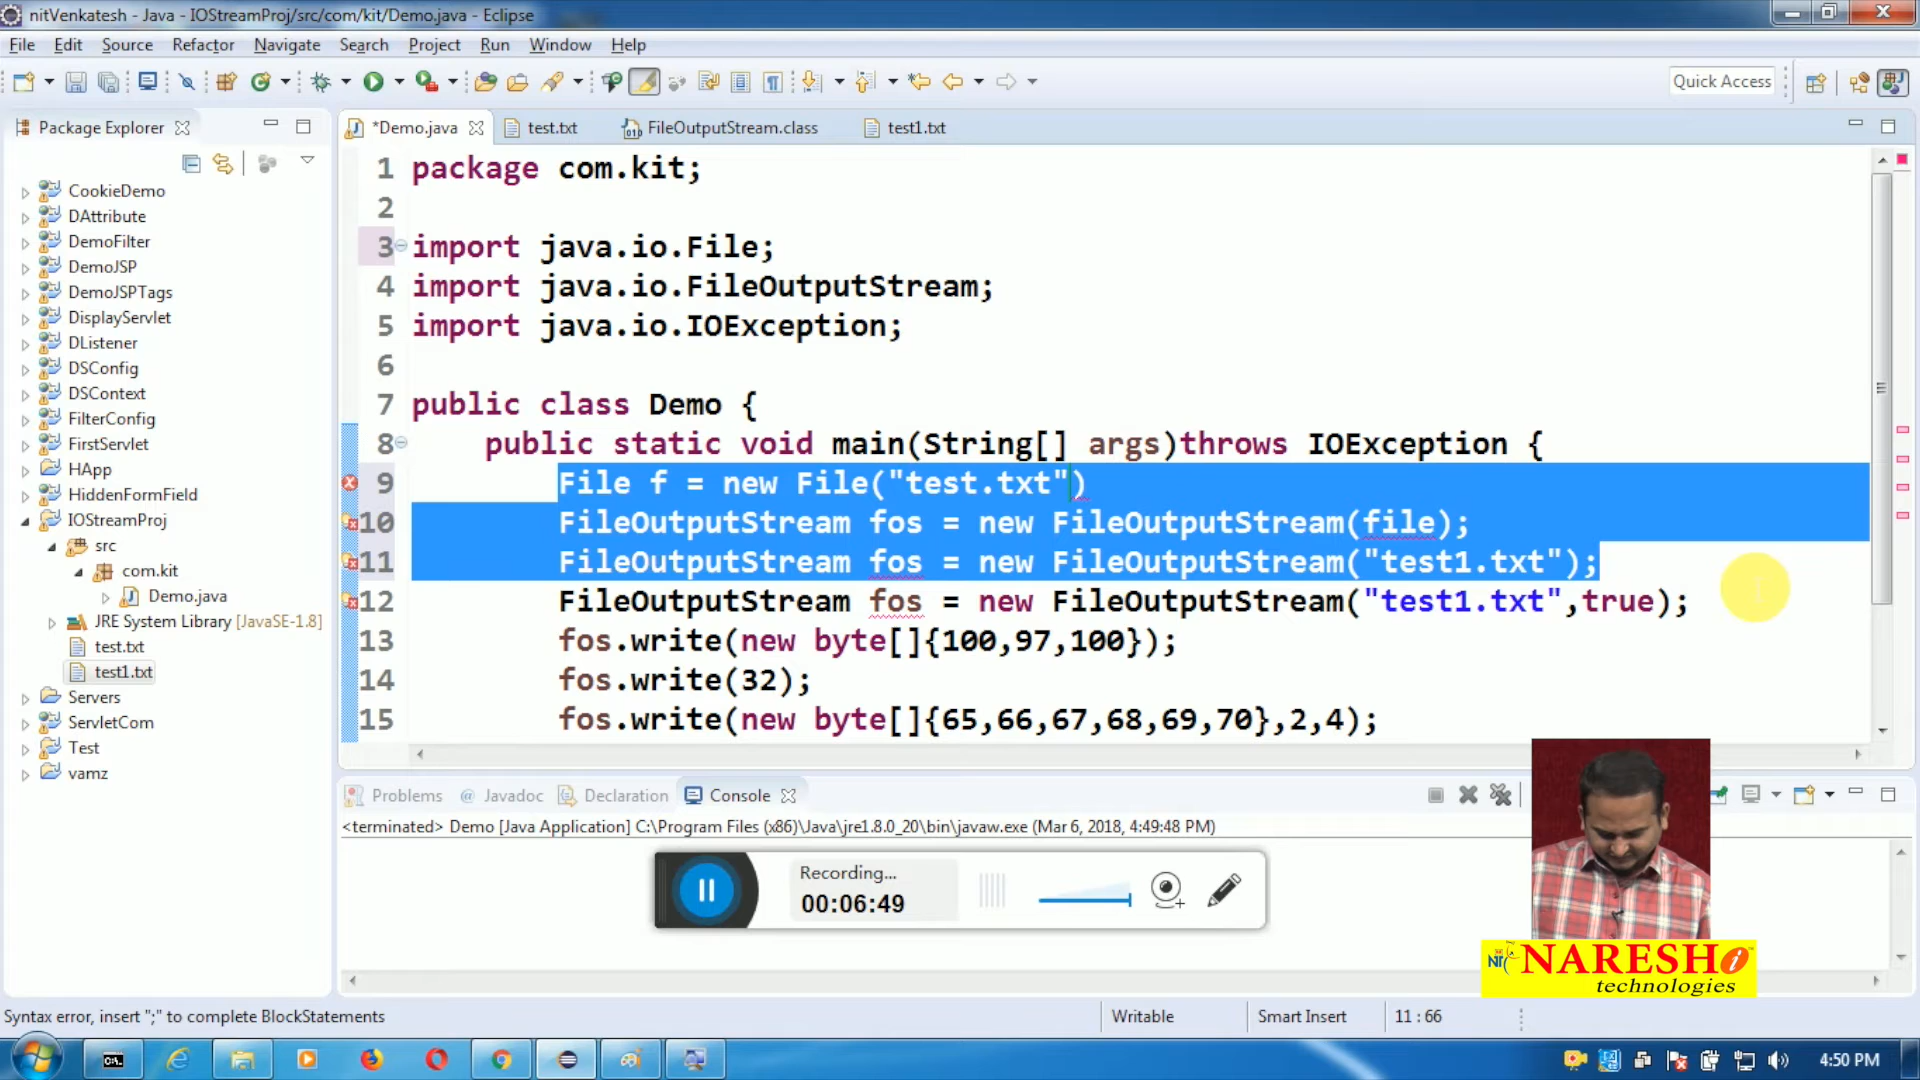 nitVenkatesh - Java - IOStreamProj/src/com/kit/Demo.java - Eclipse
File Edit Source Refactor Navigate Search Project Run Window Help
Quick Access
Package Explorer
*Demo.java test.txt FileOutputStream.class test1.txt
CookieDemo
DAttribute
DemoFilter
DemoJSP
DemoJSPTags
DisplayServlet
DListener
DSConfig
DSContext
FilterConfig
FirstServlet
HApp
HiddenFormField
IOStreamProj
src
com.kit
Demo.java
JRE System Library [JavaSE-1.8]
test.txt
test1.txt
Servers
ServletCom
Test
vamz
1 package com.kit;
2
3 import java.io.File;
4 import java.io.FileOutputStream;
5 import java.io.IOException;
6
7 public class Demo {
8 public static void main(String[] args)throws IOException {
9 File f = new File("test.txt")
10 FileOutputStream fos = new FileOutputStream(file);
11 FileOutputStream fos = new FileOutputStream("test1.txt");
12 FileOutputStream fos = new FileOutputStream("test1.txt",true);
13 fos.write(new byte[]{100,97,100});
14 fos.write(32);
15 fos.write(new byte[]{65,66,67,68,69,70},2,4);
Problems @ Javadoc Declaration Console
<terminated> Demo [Java Application] C:\Program Files (x86)\Java\jre1.8.0_20\bin\javaw.exe (Mar 6, 2018, 4:49:48 PM)
Recording...
00:06:49
NARESH i
technologies
Syntax error, insert ";" to complete BlockStatements
Writable Smart Insert 11 : 66
4:50 PM